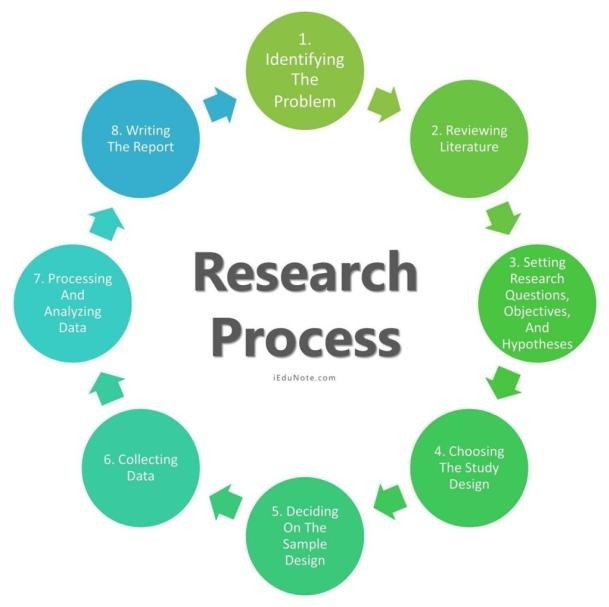 1.
Identifying
The
Problem
2. Reviewing
Literature
3. Setting
Research
Questions,
Objectives,
And
Hypotheses
4. Choosing
The Study
Design
5. Deciding
On The
Sample
Design
6. Collecting
Data
7. Processing
And
Analyzing
Data
8. Writing
The Report
Research
Process
iEduNote.com